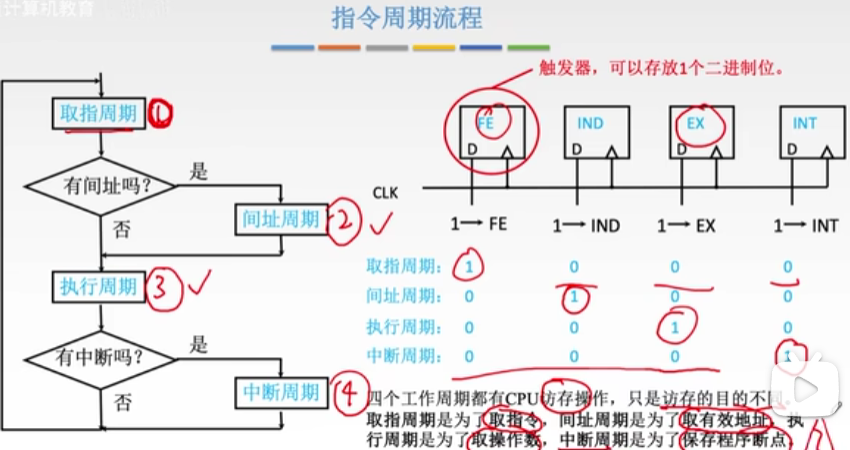 计算机教育
指令周期流程
触发器，可以存放1个二进制位。
取指周期 ①
FE IND EX INT
D D D D
有间址吗？ 是
CLK
间址周期 ②
否
1→ FE 1→ IND 1→ EX 1→ INT
取指周期： 1 0 0 0
执行周期 ③
间址周期： 0 1 0 0
执行周期： 0 0 1 0
有中断吗？ 是
中断周期： 0 0 0 1
中断周期 ④
否
四个工作周期都有CPU访存操作，只是访存的目的不同。
取指周期是为了取指令，间址周期是为了取有效地址，执
行周期是为了取操作数，中断周期是为了保存程序断点。